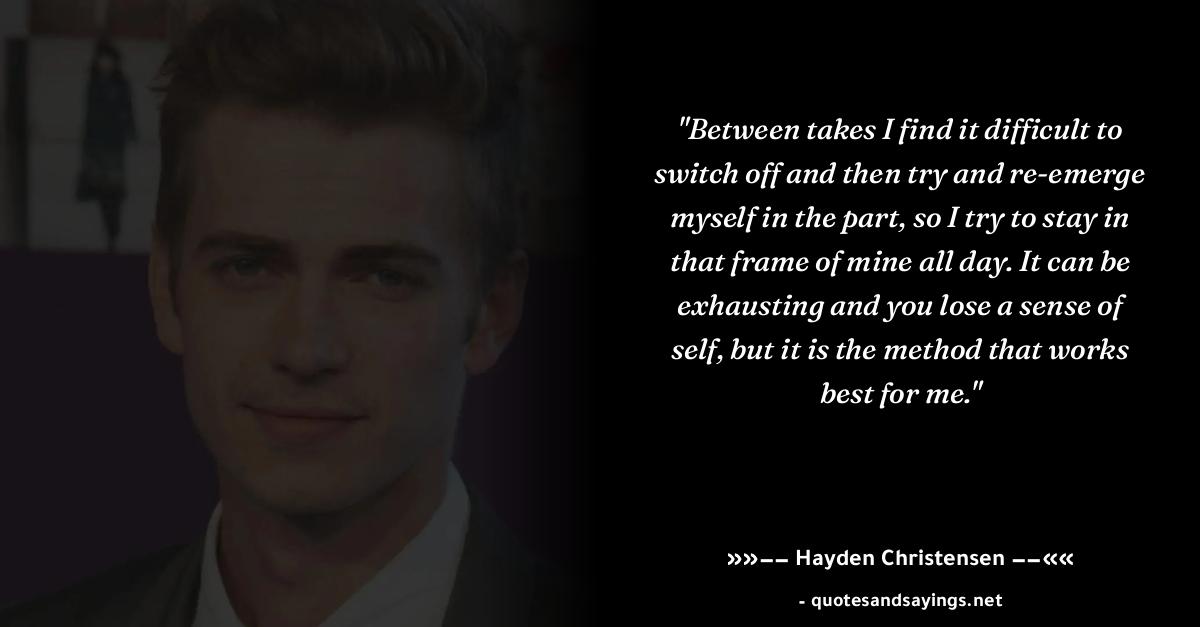 "Between takes I find it difficult to
switch off and then try and re-emerge
myself in the part, so I try to stay in
that frame of mine all day. It can be
exhausting and you lose a sense of
self, but it is the method that works
best for me."
»»−− Hayden Christensen −−««
- quotesandsayings.net